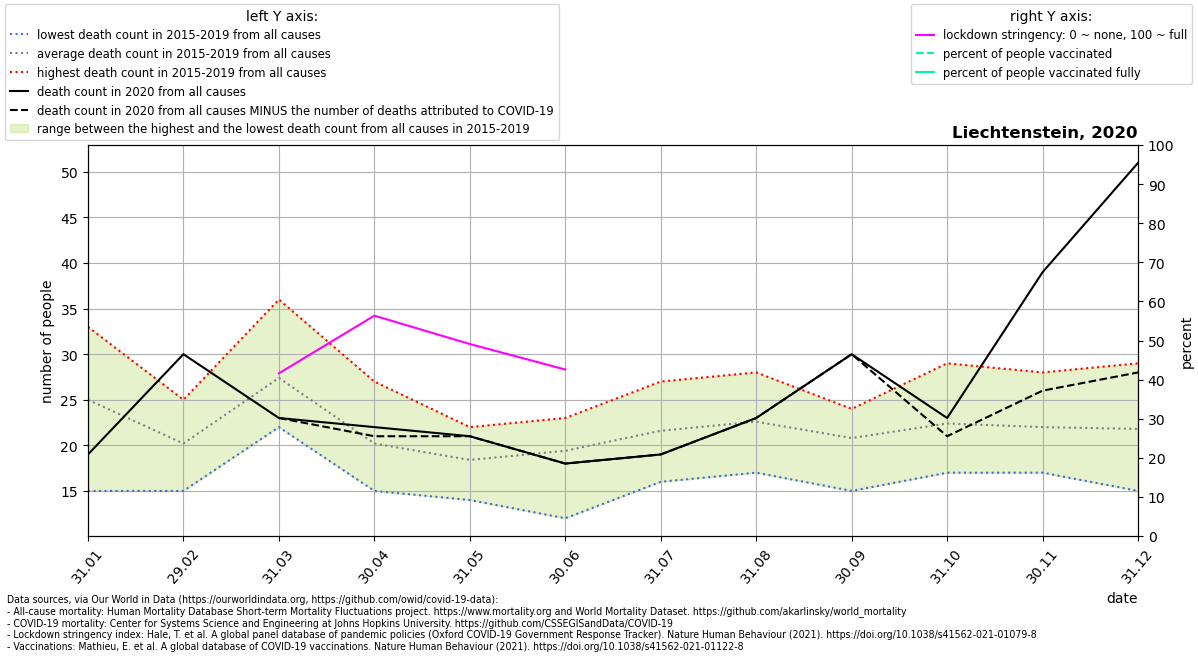 left Y axis:
lowest death count in 2015-2019 from all causes
average death count in 2015-2019 from all causes
highest death count in 2015-2019 from all causes
death count in 2020 from all causes
death count in 2020 from all causes MINUS the number of deaths attributed to COVID-19
range between the highest and the lowest death count from all causes in 2015-2019
right Y axis:
lockdown stringency: 0 ~ none, 100 ~ full
percent of people vaccinated
percent of people vaccinated fully
Liechtenstein, 2020
number of people
50
45
40
35
30
25
20
15
100
90
80
70
60
50
40
30
20
10
0
percent
31.01
29.02
31.03
30.04
31.05
30.06
31.07
31.08
30.09
31.10
30.11
31.12
date
Data sources, via Our World in Data (https://ourworldindata.org, https://github.com/owid/covid-19-data):
- All-cause mortality: Human Mortality Database Short-term Mortality Fluctuations project. https://www.mortality.org and World Mortality Dataset. https://github.com/akarlinsky/world_mortality
- COVID-19 mortality: Center for Systems Science and Engineering at Johns Hopkins University. https://github.com/CSSEGISandData/COVID-19
- Lockdown stringency index: Hale, T. et al. A global panel database of pandemic policies (Oxford COVID-19 Government Response Tracker). Nature Human Behaviour (2021). https://doi.org/10.1038/s41562-021-01079-8
- Vaccinations: Mathieu, E. et al. A global database of COVID-19 vaccinations. Nature Human Behaviour (2021). https://doi.org/10.1038/s41562-021-01122-8